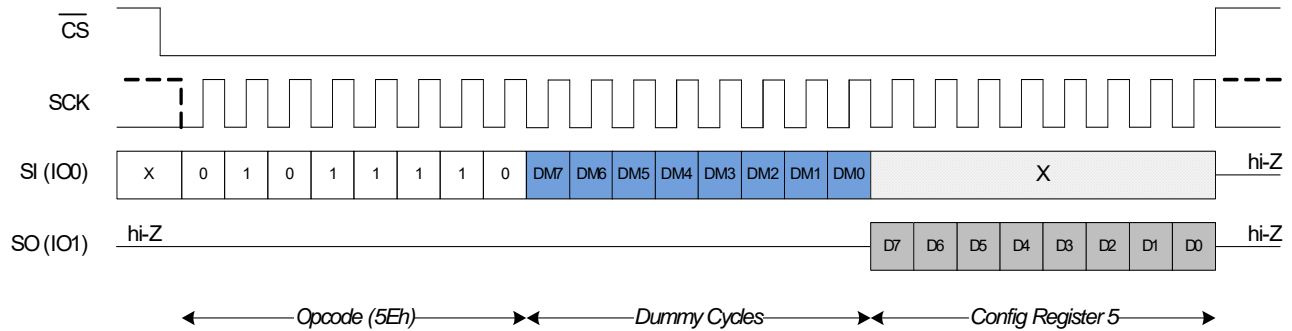 CS
SCK
SI (IO0) X 0 1 0 1 1 1 1 0 DM7 DM6 DM5 DM4 DM3 DM2 DM1 DM0 X hi-Z
SO (IO1) hi-Z D7 D6 D5 D4 D3 D2 D1 D0 hi-Z
Opcode (5Eh) Dummy Cycles Config Register 5